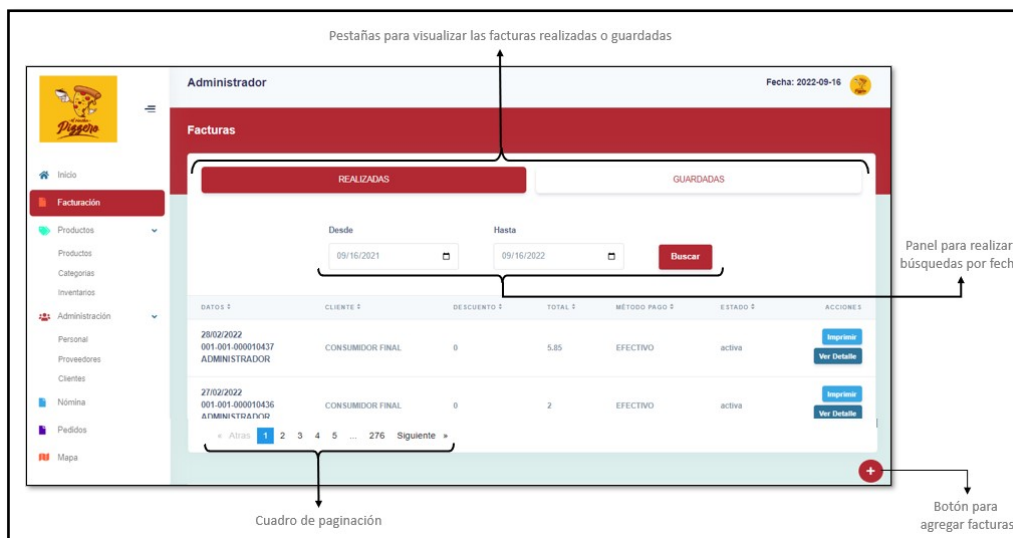 Pestañas para visualizar las facturas realizadas o guardadas
Administrador
Fecha: 2022-09-16
Piggero
Facturas
Inicio
REALIZADAS
GUARDADAS
Facturación
Productos
Desde
Hasta
Productos
09/16/2021
09/16/2022
Buscar
Panel para realizar
búsquedas por fech
Categorias
Inventarios
DATOS
CLIENTE
DESCUENTO
TOTAL
MÉTODO PAGO
ESTADO
ACCIONES
Administración
28/02/2022
001-001-000010437
ADMINISTRADOR
CONSUMIDOR FINAL
0
5.85
EFECTIVO
activa
Imprimir
Ver Detalle
Personal
Proveedores
Clientes
27/02/2022
001-001-000010436
ADMINISTRADOR
CONSUMIDOR FINAL
0
2
EFECTIVO
activa
Imprimir
Ver Detalle
Nómina
Pedidos
« Atras 1 2 3 4 5 ... 276 Siguiente »
Mapa
+
Cuadro de paginación
Botón para
agregar facturas